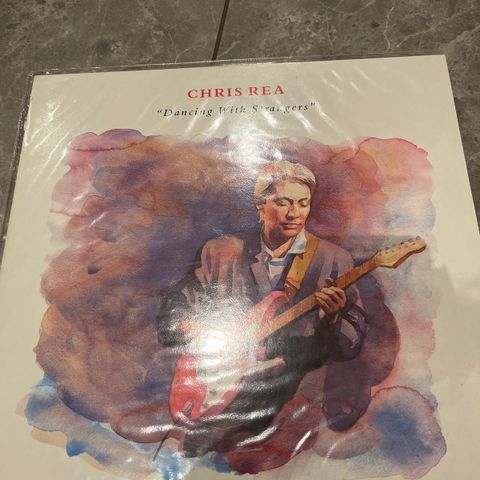 CHRIS REA
"Dancing With Strangers"